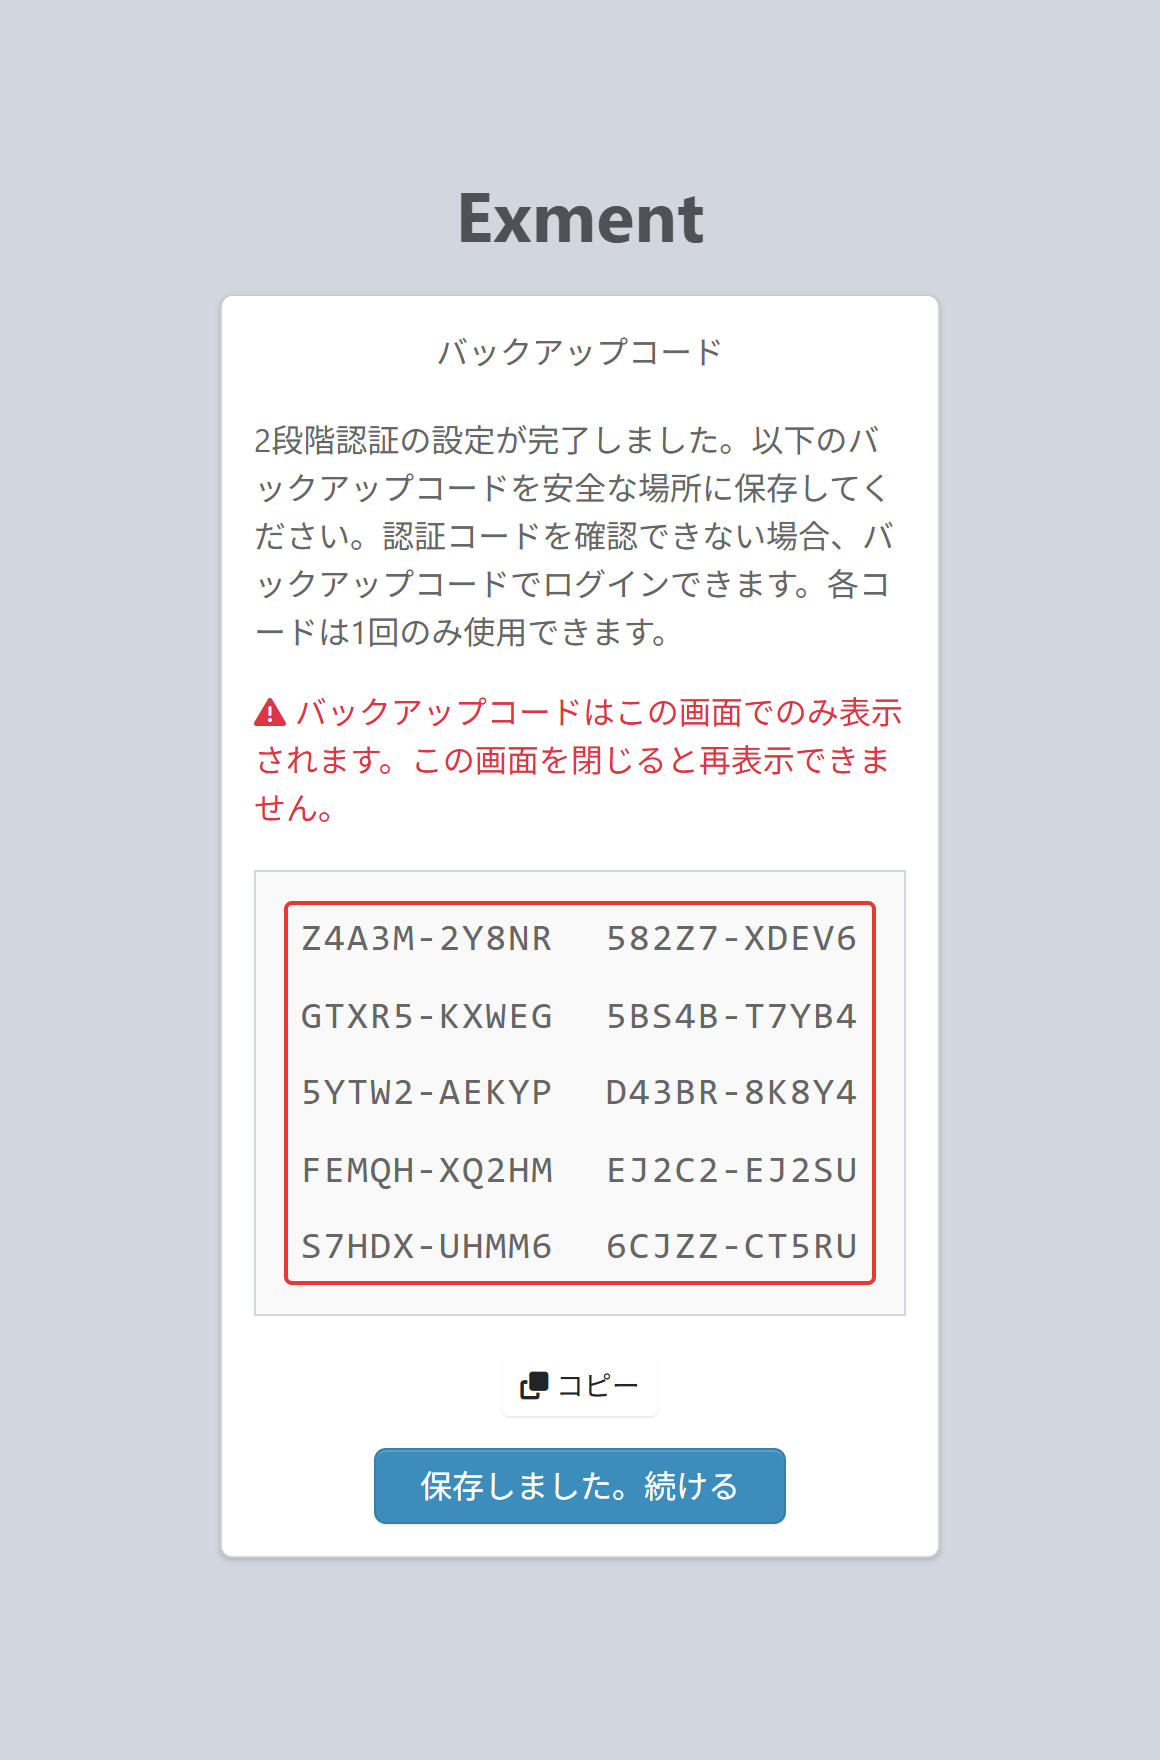 Exment
バックアップコード
2段階認証の設定が完了しました。以下のバ
ックアップコードを安全な場所に保存してく
ださい。認証コードを確認できない場合、バ
ックアップコードでログインできます。各コ
ードは1回のみ使用できます。
バックアップコードはこの画面でのみ表示
されます。この画面を閉じると再表示できま
せん。
Z4A3M-2Y8NR 582Z7-XDEV6
GTXR5-KXWEG 5BS4B-T7YB4
5YTW2-AEKYP D43BR-8K8Y4
FEMQH-XQ2HM EJ2C2-EJ2SU
S7HDX-UHMM6 6CJZZ-CT5RU
コピー
保存しました。続ける